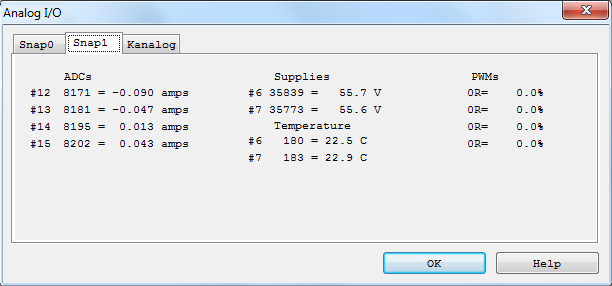 Analog I/O
Snap0 Snap1 Kanalog
ADCs Supplies PWMs
#12 8171 = -0.090 amps #6 35839 = 55.7 V 0R= 0.0%
#13 8181 = -0.047 amps #7 35773 = 55.6 V 0R= 0.0%
#14 8195 = 0.013 amps Temperature 0R= 0.0%
#15 8202 = 0.043 amps #6 180 = 22.5 C 0R= 0.0%
#7 183 = 22.9 C
OK Help